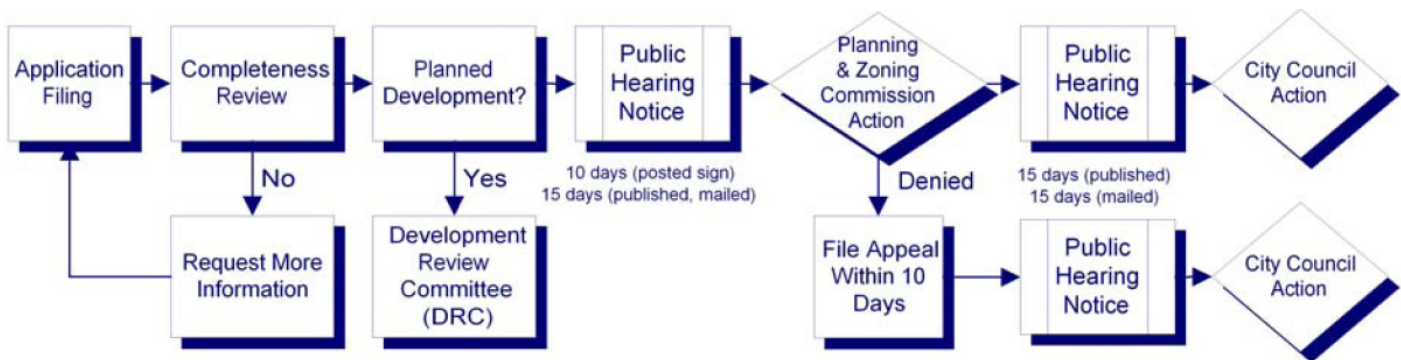 Application
Filing
Completeness
Review
Planned
Development?
Public
Hearing
Notice
Planning
& Zoning
Commission
Action
Public
Hearing
Notice
City Council
Action
No
Yes
10 days (posted sign)
15 days (published, mailed)
Denied
15 days (published)
15 days (mailed)
Request More
Information
Development
Review
Committee
(DRC)
File Appeal
Within 10
Days
Public
Hearing
Notice
City Council
Action